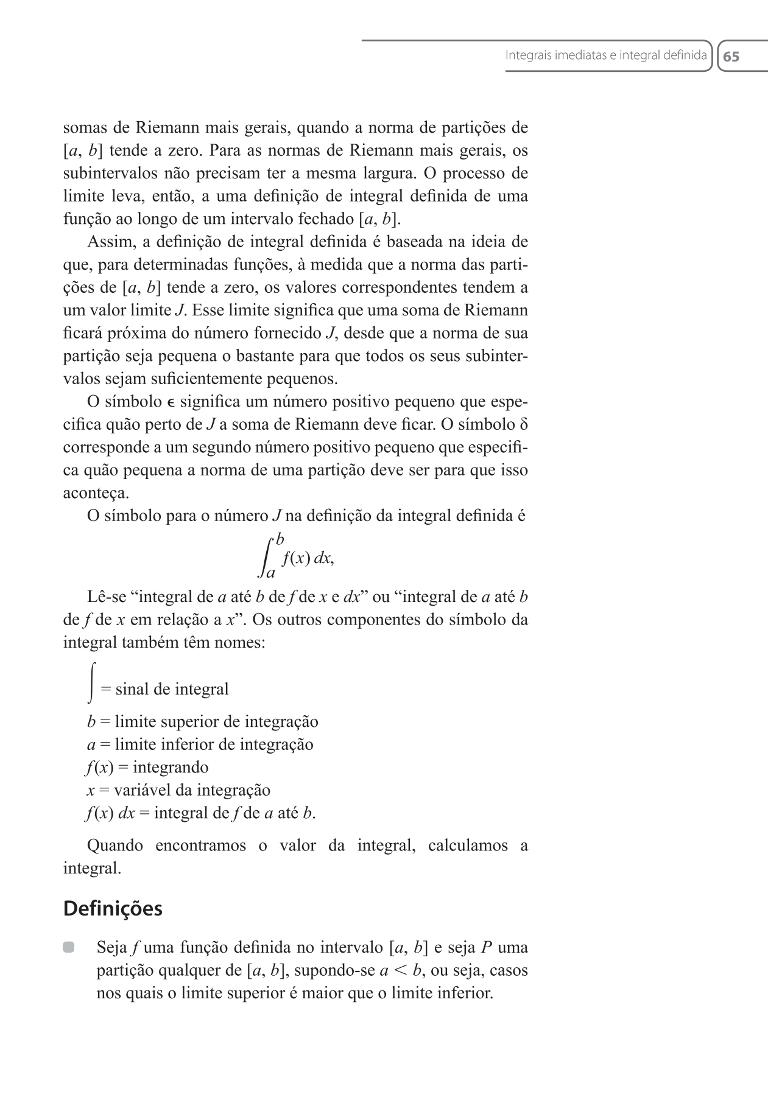 Integrais imediatas e integral definida 65
somas de Riemann mais gerais, quando a norma de partições de
[a, b] tende a zero. Para as normas de Riemann mais gerais, os
subintervalos não precisam ter a mesma largura. O processo de
limite leva, então, a uma definição de integral definida de uma
função ao longo de um intervalo fechado [a, b].
Assim, a definição de integral definida é baseada na ideia de
que, para determinadas funções, à medida que a norma das parti-
ções de [a, b] tende a zero, os valores correspondentes tendem a
um valor limite J. Esse limite significa que uma soma de Riemann
ficará próxima do número fornecido J, desde que a norma de sua
partição seja pequena o bastante para que todos os seus subinter-
valos sejam suficientemente pequenos.
O símbolo ϵ significa um número positivo pequeno que espe-
cifica quão perto de J a soma de Riemann deve ficar. O símbolo δ
corresponde a um segundo número positivo pequeno que especifi-
ca quão pequena a norma de uma partição deve ser para que isso
aconteça.
O símbolo para o número J na definição da integral definida é
∫_a^b f(x) dx,
Lê-se “integral de a até b de f de x e dx” ou “integral de a até b
de f de x em relação a x”. Os outros componentes do símbolo da
integral também têm nomes:
∫ = sinal de integral
b = limite superior de integração
a = limite inferior de integração
f(x) = integrando
x = variável da integração
f(x) dx = integral de f de a até b.
Quando encontramos o valor da integral, calculamos a
integral.
Definições
Seja f uma função definida no intervalo [a, b] e seja P uma
partição qualquer de [a, b], supondo-se a < b, ou seja, casos
nos quais o limite superior é maior que o limite inferior.